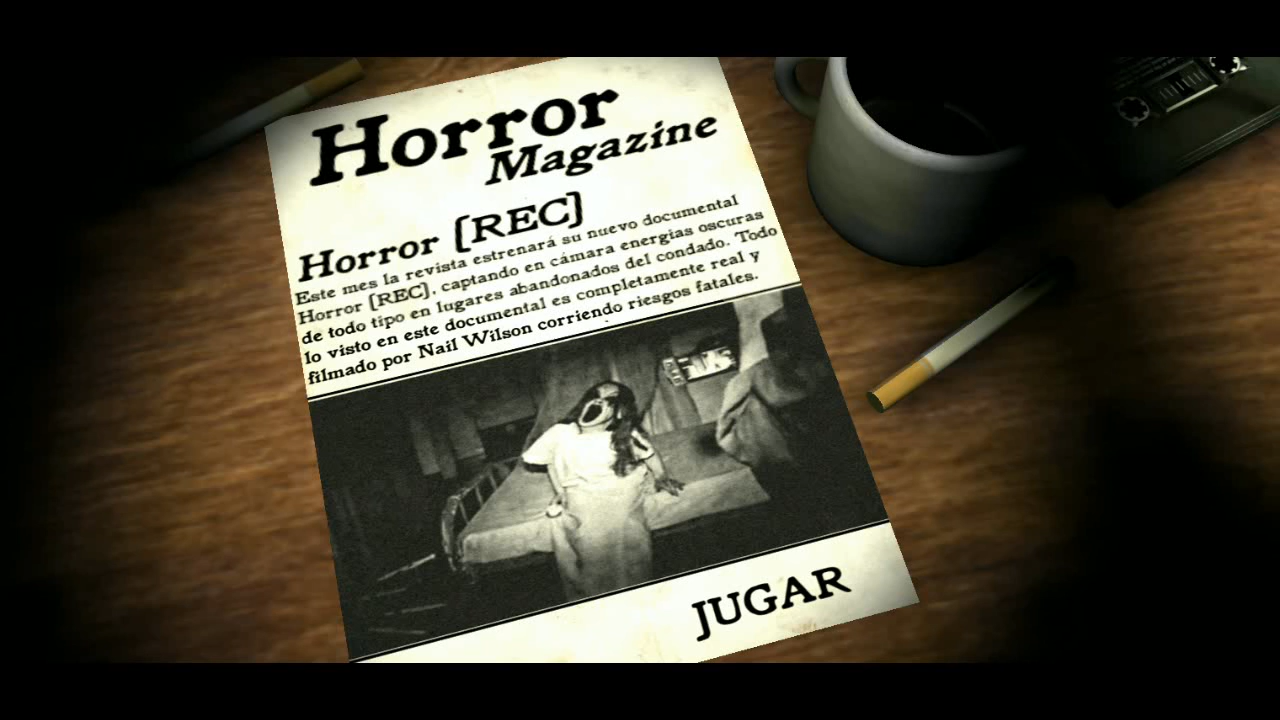 Horror
Magazine
Horror [REC]
Este mes la revista estrenará su nuevo documental
Horror [REC], captando en cámara energias oscuras
de todo tipo en lugares abandonados del condado. Todo
lo visto en este documental es completamente real y
filmado por Nail Wilson corriendo riesgos fatales.
JUGAR